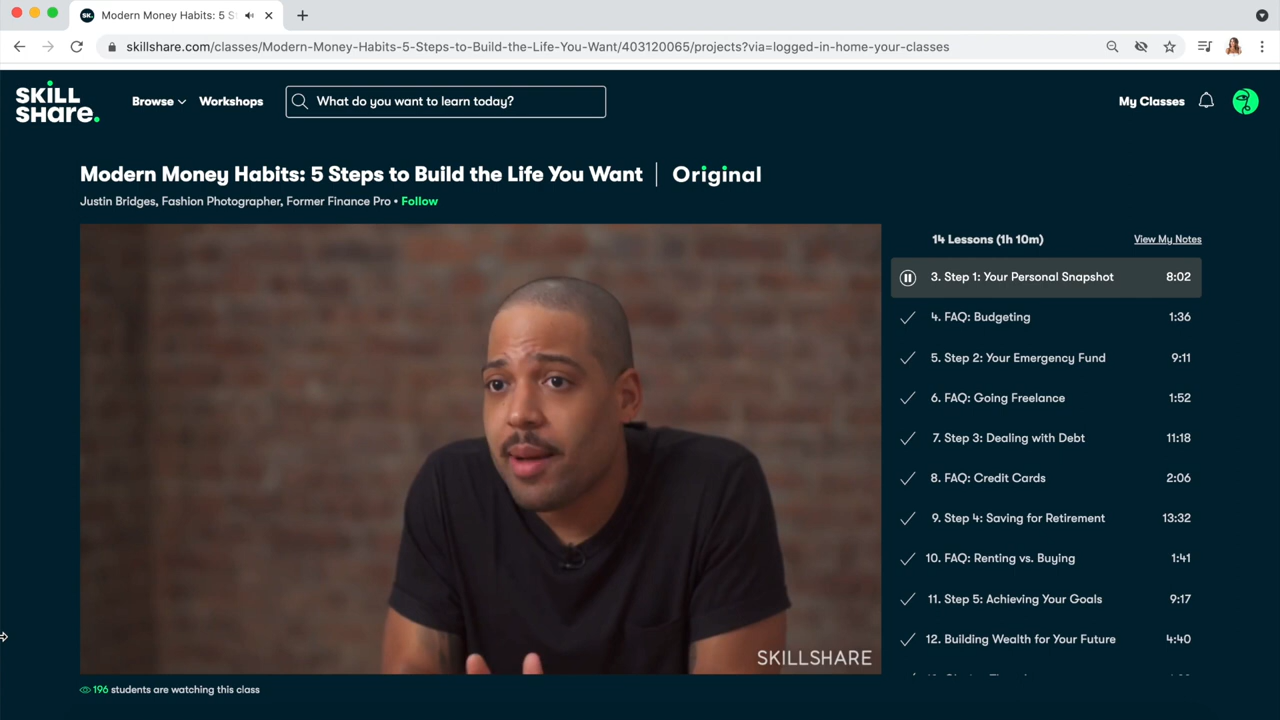 SK.
Modern Money Habits: 5 S
skillshare.com/classes/Modern-Money-Habits-5-Steps-to-Build-the-Life-You-Want/403120065/projects?via=logged-in-home-your-classes
SKILL
SHARE.
Browse
Workshops
What do you want to learn today?
My Classes
Modern Money Habits: 5 Steps to Build the Life You Want | Original
Justin Bridges, Fashion Photographer, Former Finance Pro • Follow
14 Lessons (1h 10m)
View My Notes
3. Step 1: Your Personal Snapshot 8:02
4. FAQ: Budgeting 1:36
5. Step 2: Your Emergency Fund 9:11
6. FAQ: Going Freelance 1:52
7. Step 3: Dealing with Debt 11:18
8. FAQ: Credit Cards 2:06
9. Step 4: Saving for Retirement 13:32
10. FAQ: Renting vs. Buying 1:41
11. Step 5: Achieving Your Goals 9:17
12. Building Wealth for Your Future 4:40
SKILLSHARE
196 students are watching this class